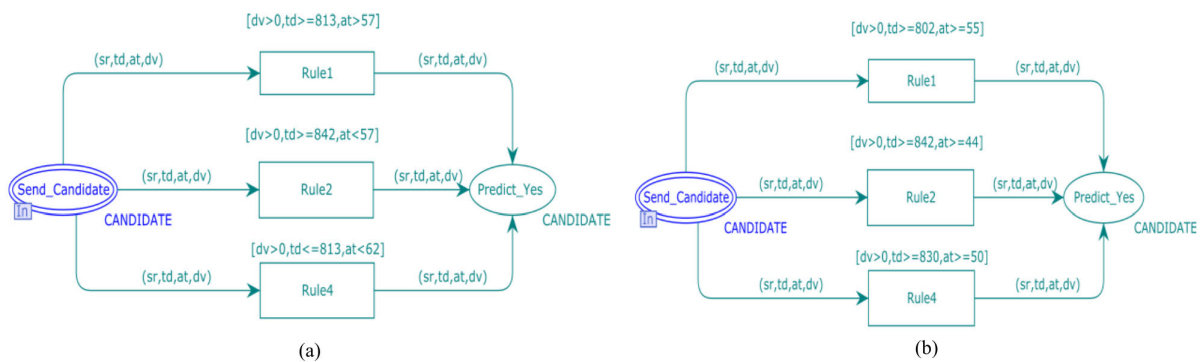 [dv>0,td>=813,at>57]
(sr,td,at,dv)
Rule1
(sr,td,at,dv)
[dv>0,td>=842,at<57]
Send_Candidate
In
(sr,td,at,dv)
Rule2
(sr,td,at,dv)
Predict_Yes
CANDIDATE
CANDIDATE
[dv>0,td<=813,at<62]
(sr,td,at,dv)
Rule4
(sr,td,at,dv)
(a)
[dv>0,td>=802,at>=55]
(sr,td,at,dv)
Rule1
(sr,td,at,dv)
[dv>0,td>=842,at>=44]
Send_Candidate
In
(sr,td,at,dv)
Rule2
(sr,td,at,dv)
Predict_Yes
CANDIDATE
CANDIDATE
[dv>0,td>=830,at>=50]
(sr,td,at,dv)
Rule4
(sr,td,at,dv)
(b)